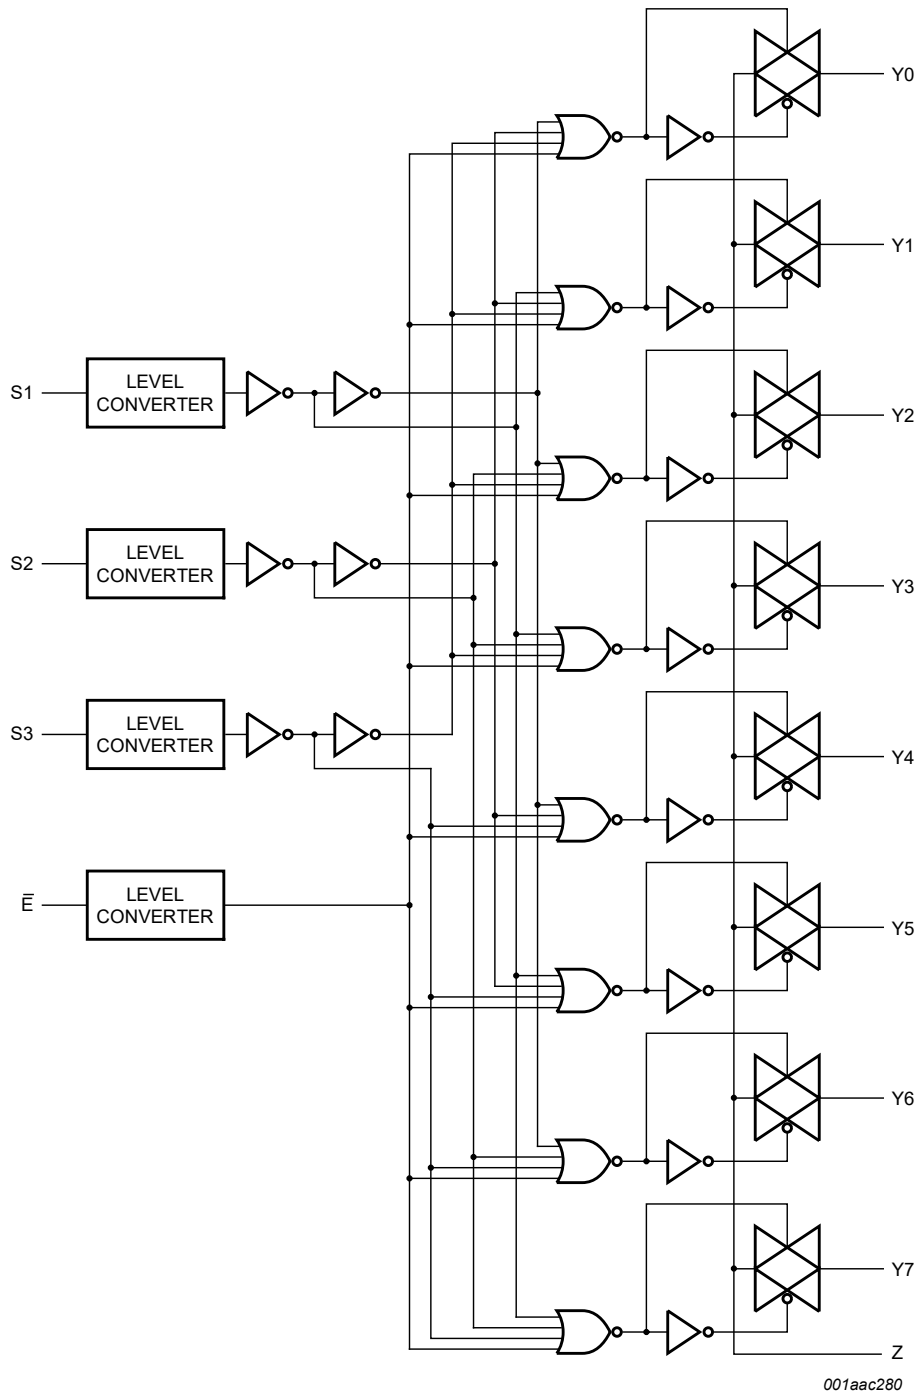 Y0
Y1
S1
LEVEL
CONVERTER
Y2
S2
LEVEL
CONVERTER
Y3
S3
LEVEL
CONVERTER
Y4
E̅
LEVEL
CONVERTER
Y5
Y6
Y7
Z
001aac280